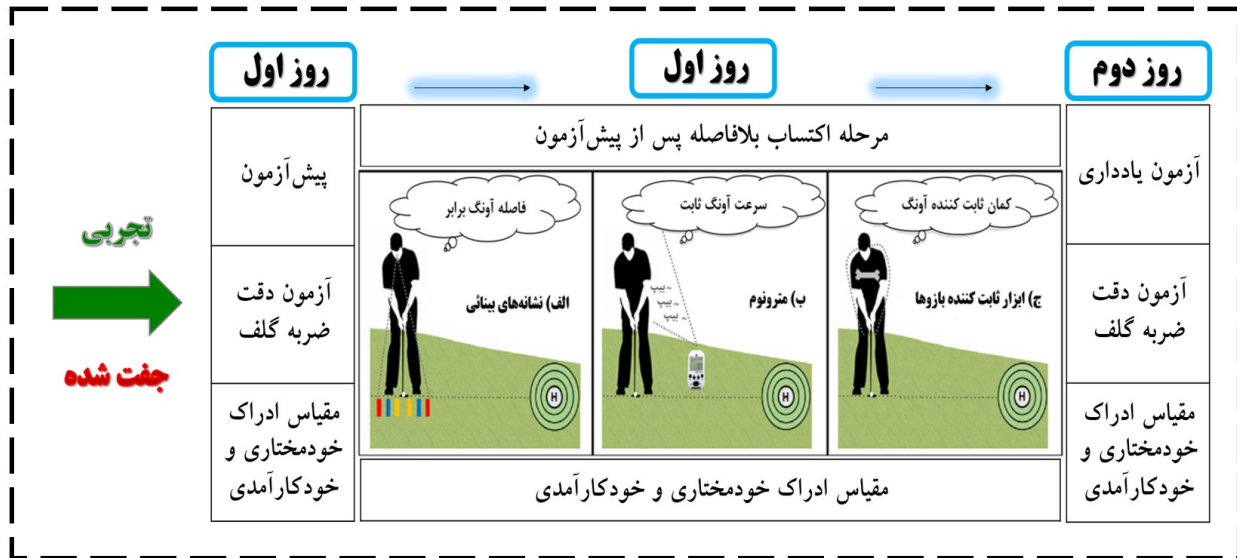 روز اول
روز اول
روز دوم
تجربی
جفت شده
پیش‌آزمون
آزمون دقت
ضربه گلف
مقیاس ادراک
خودمختاری و
خودکارآمدی
مرحله اکتساب بلافاصله پس از پیش‌آزمون
فاصله آونگ برابر
الف) نشانه‌های بینائی
H
سرعت آونگ ثابت
ب) مترونوم
بیپ
بیپ
بیپ
H
کمان ثابت کننده آونگ
ج) ابزار ثابت کننده بازوها
H
مقیاس ادراک خودمختاری و خودکارآمدی
آزمون یادداری
آزمون دقت
ضربه گلف
مقیاس ادراک
خودمختاری و
خودکارآمدی